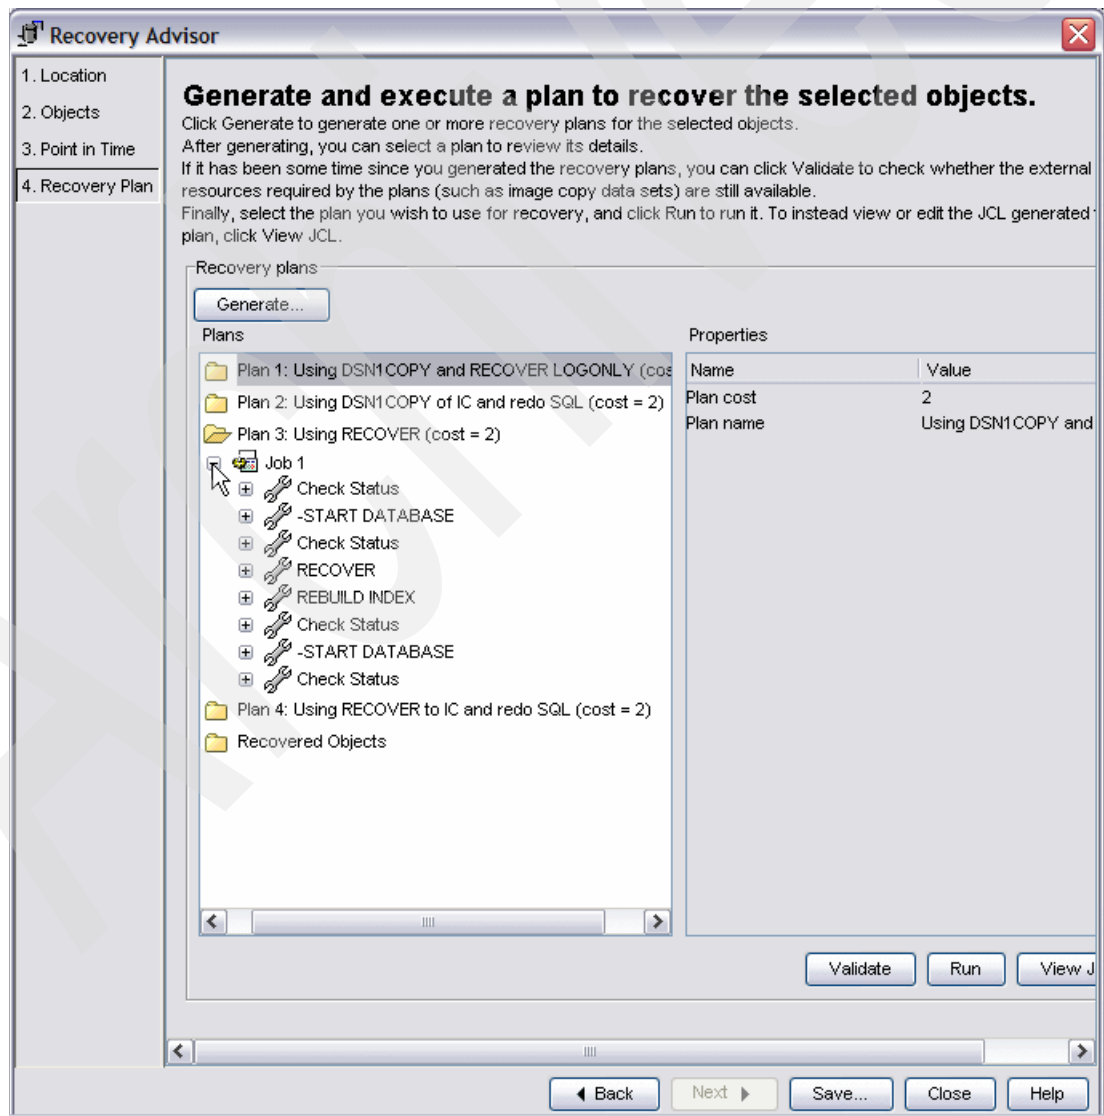 Recovery Advisor
1. Location
2. Objects
3. Point in Time
4. Recovery Plan
Generate and execute a plan to recover the selected objects.
Click Generate to generate one or more recovery plans for the selected objects.
After generating, you can select a plan to review its details.
If it has been some time since you generated the recovery plans, you can click Validate to check whether the external
resources required by the plans (such as image copy data sets) are still available.
Finally, select the plan you wish to use for recovery, and click Run to run it. To instead view or edit the JCL generated
plan, click View JCL.
Recovery plans
Generate...
Plans
Plan 1: Using DSN1COPY and RECOVER LOGONLY (cos
Plan 2: Using DSN1COPY of IC and redo SQL (cost = 2)
Plan 3: Using RECOVER (cost = 2)
Job 1
Check Status
-START DATABASE
Check Status
RECOVER
REBUILD INDEX
Check Status
-START DATABASE
Check Status
Plan 4: Using RECOVER to IC and redo SQL (cost = 2)
Recovered Objects
Properties
Name Value
Plan cost 2
Plan name Using DSN1COPY and
Validate Run View J
Back Next Save... Close Help